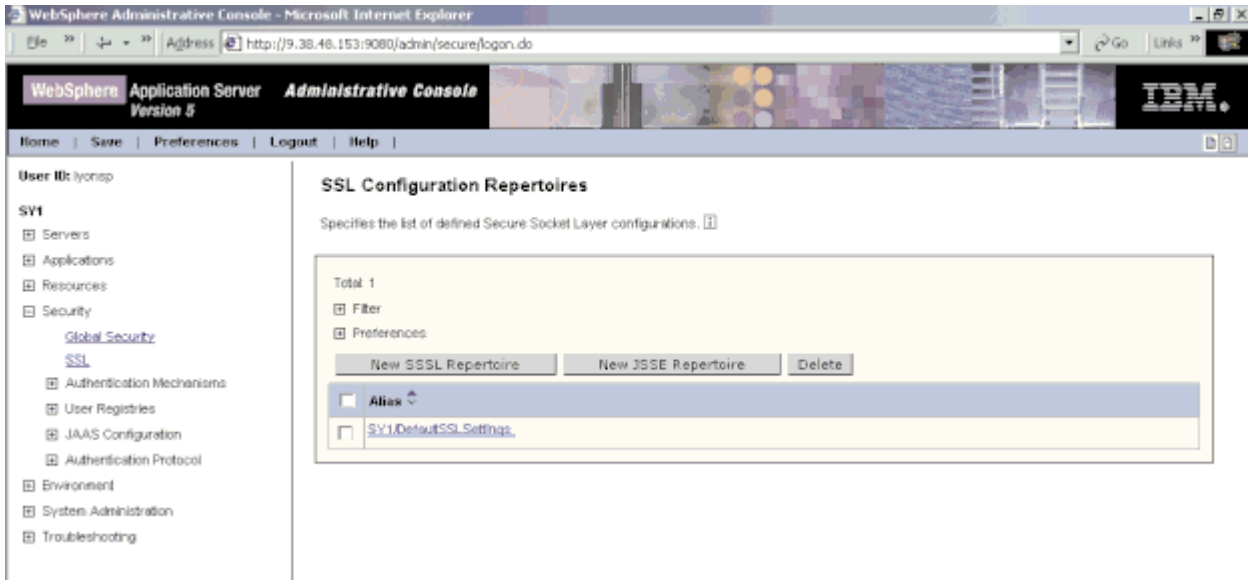 WebSphere Administrative Console - Microsoft Internet Explorer
File » Address http://9.38.48.153:9080/admin/secure/logon.do Go Links »
WebSphere Application Server Administrative Console
Version 5
IBM.
Home | Save | Preferences | Logout | Help |
User ID: lyonsp
SY1
Servers
Applications
Resources
Security
Global Security
SSL
Authentication Mechanisms
User Registries
JAAS Configuration
Authentication Protocol
Environment
System Administration
Troubleshooting
SSL Configuration Repertoires
Specifies the list of defined Secure Socket Layer configurations. i
Total: 1
Filter
Preferences
New SSSL Repertoire New JSSE Repertoire Delete
Alias
SY1/DefaultSSLSettings